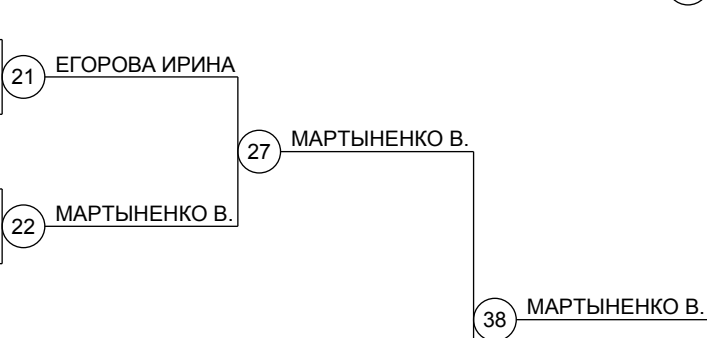 21 ЕГОРОВА ИРИНА
27 МАРТЫНЕНКО В.
22 МАРТЫНЕНКО В.
38 МАРТЫНЕНКО В.